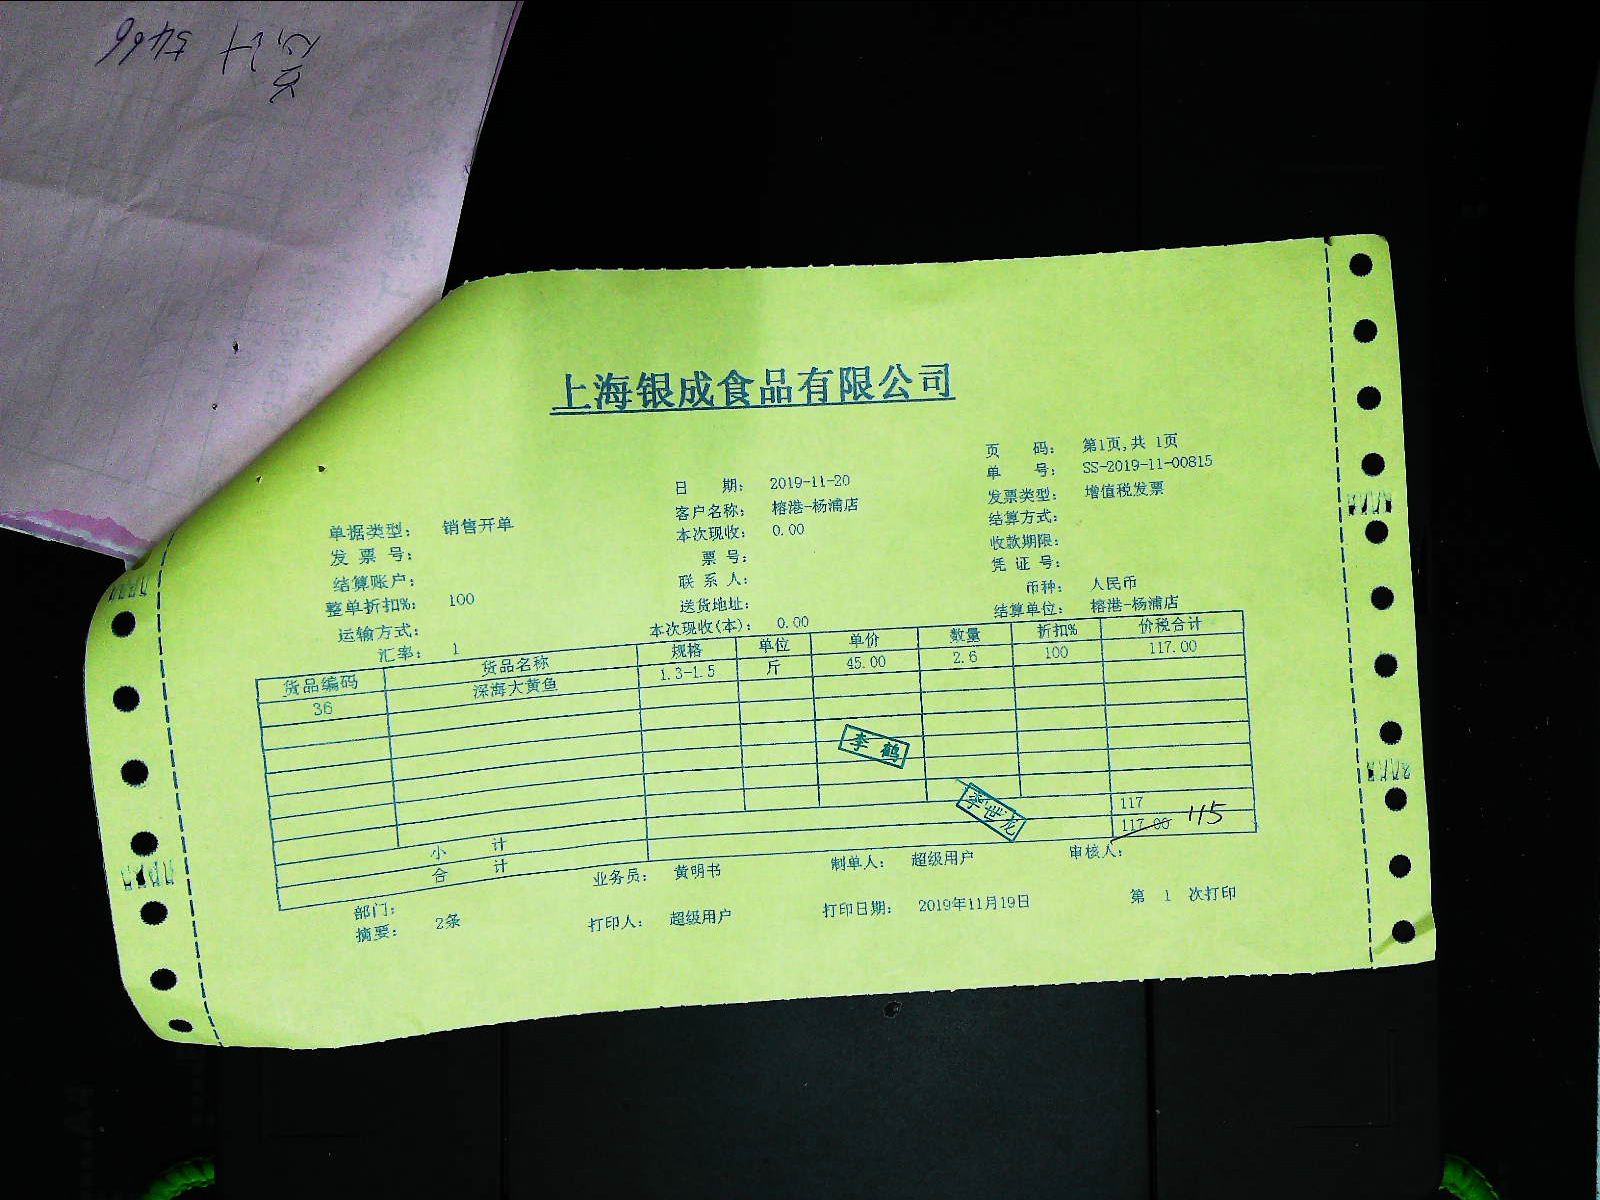 总计 5466
上海银成食品有限公司
页 码: 第1页,共 1页
日 期: 2019-11-20 单 号: SS-2019-11-00815
单据类型: 销售开单 客户名称: 榕港-杨浦店 发票类型: 增值税发票
发 票 号: 本次现收: 0.00 结算方式:
结算账户: 票 号: 收款期限:
整单折扣%: 100 联 系 人: 凭 证 号:
运输方式: 送货地址: 币种: 人民币
汇率: 1 本次现收(本): 0.00 结算单位: 榕港-杨浦店
货品编码 货品名称 规格 单位 单价 数量 折扣% 价税合计
36 深海大黄鱼 1.3-1.5 斤 45.00 2.6 100 117.00
李鹤
李世龙
小 计 117
合 计 117.00 115
部门: 业务员: 黄明书 制单人: 超级用户 审核人:
摘要: 2条 打印人: 超级用户 打印日期: 2019年11月19日 第 1 次打印